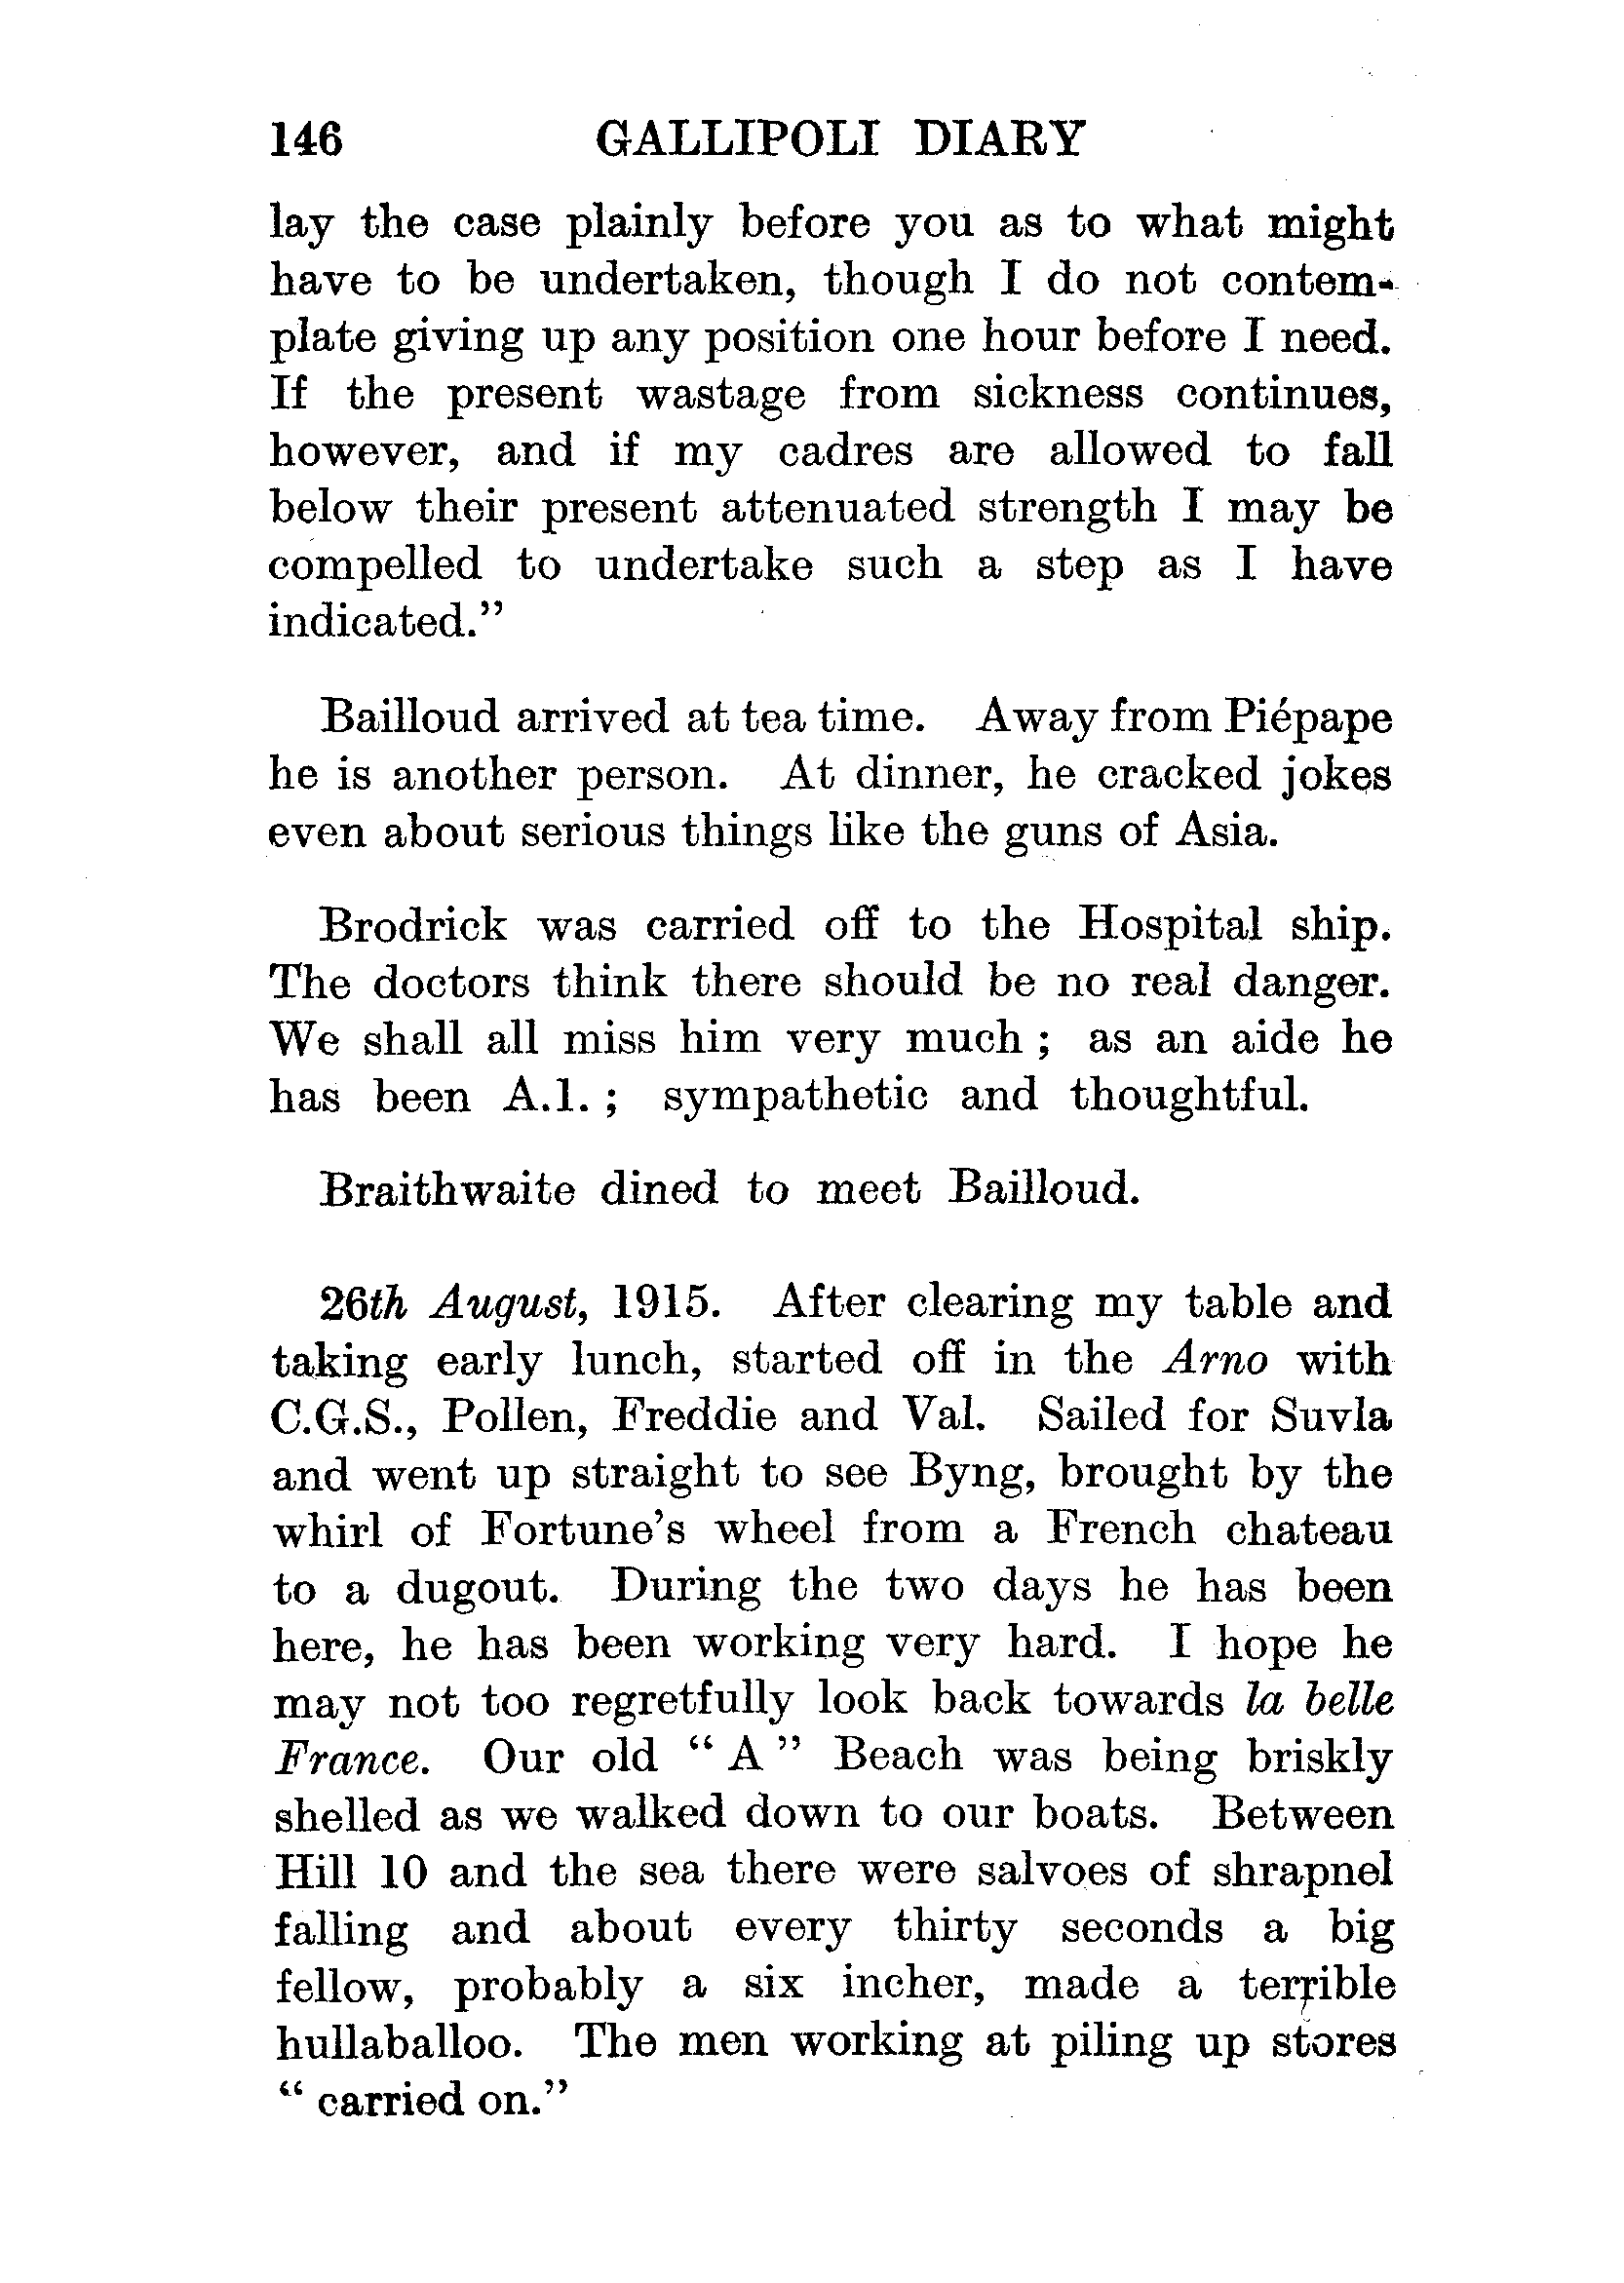 146 GALLIPOLI DIARY
lay the case plainly before you as to what might
have to be undertaken, though I do not contem-
plate giving up any position one hour before I need.
If the present wastage from sickness continues,
however, and if my cadres are allowed to fall
below their present attenuated strength I may be
compelled to undertake such a step as I have
indicated.”
Bailloud arrived at tea time. Away from Piépape
he is another person. At dinner, he cracked jokes
even about serious things like the guns of Asia.
Brodrick was carried off to the Hospital ship.
The doctors think there should be no real danger.
We shall all miss him very much ; as an aide he
has been A.1. ; sympathetic and thoughtful.
Braithwaite dined to meet Bailloud.
26th August, 1915. After clearing my table and
taking early lunch, started off in the Arno with
C.G.S., Pollen, Freddie and Val. Sailed for Suvla
and went up straight to see Byng, brought by the
whirl of Fortune’s wheel from a French chateau
to a dugout. During the two days he has been
here, he has been working very hard. I hope he
may not too regretfully look back towards la belle
France. Our old “ A ” Beach was being briskly
shelled as we walked down to our boats. Between
Hill 10 and the sea there were salvoes of shrapnel
falling and about every thirty seconds a big
fellow, probably a six incher, made a terrible
hullaballoo. The men working at piling up stores
“ carried on.”